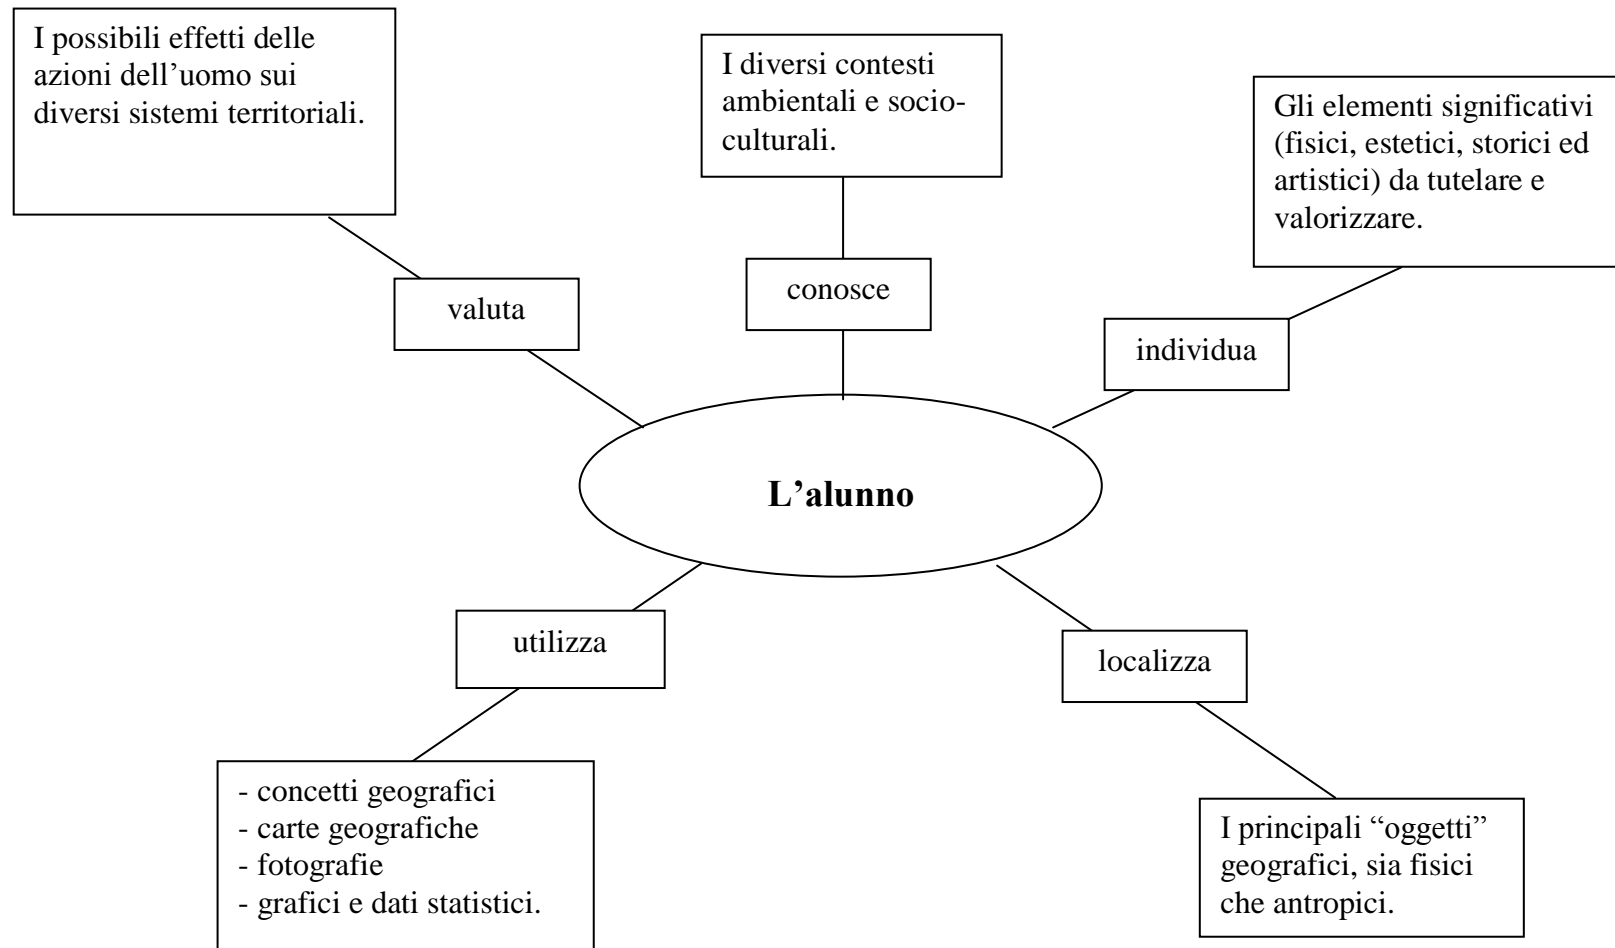 I possibili effetti delle
azioni dell’uomo sui
diversi sistemi territoriali.
I diversi contesti
ambientali e socio-
culturali.
Gli elementi significativi
(fisici, estetici, storici ed
artistici) da tutelare e
valorizzare.
valuta
conosce
individua
L’alunno
utilizza
localizza
- concetti geografici
- carte geografiche
- fotografie
- grafici e dati statistici.
I principali “oggetti”
geografici, sia fisici
che antropici.